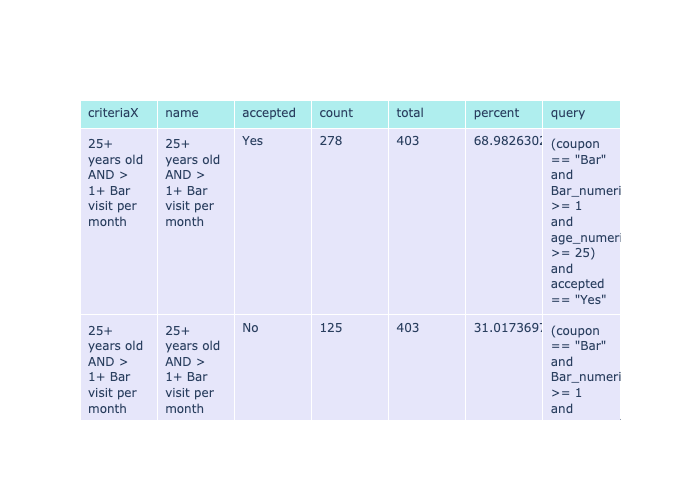 criteriaX name accepted count total percent query
25+ 25+ Yes 278 403 68.9826302 (coupon
years old years old == "Bar"
AND > AND > and
1+ Bar 1+ Bar Bar_numeri
visit per visit per >= 1
month month and
age_numeri
>= 25)
and
accepted
== "Yes"
25+ 25+ No 125 403 31.0173697 (coupon
years old years old == "Bar"
AND > AND > and
1+ Bar 1+ Bar Bar_numeri
visit per visit per >= 1
month month and